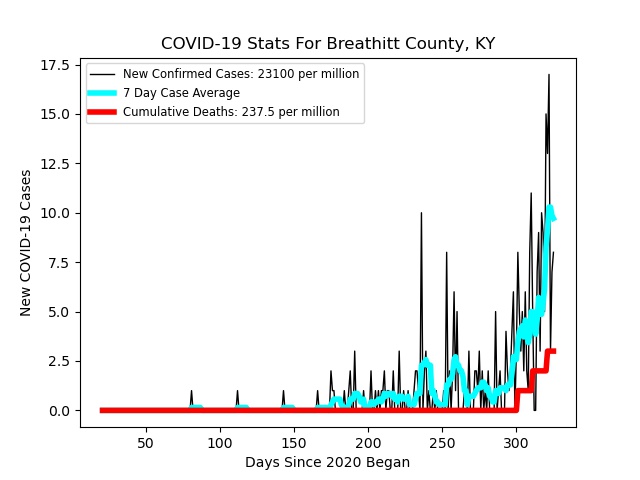 COVID-19 Stats For Breathitt County, KY
New Confirmed Cases: 23100 per million
7 Day Case Average
Cumulative Deaths: 237.5 per million
New COVID-19 Cases
17.5
15.0
12.5
10.0
7.5
5.0
2.5
0.0
50 100 150 200 250 300
Days Since 2020 Began